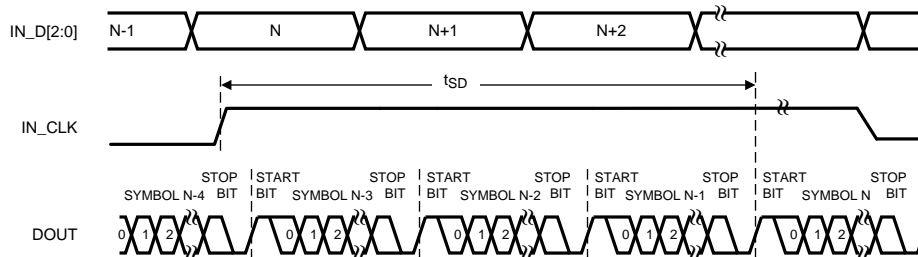 IN_D[2:0] N-1 N N+1 N+2
tSD
IN_CLK
STOP START STOP START STOP START STOP START STOP
SYMBOL N-4 BIT BIT SYMBOL N-3 BIT BIT SYMBOL N-2 BIT BIT SYMBOL N-1 BIT BIT SYMBOL N BIT
DOUT 0 1 2 0 1 2 0 1 2 0 1 2 0 1 2